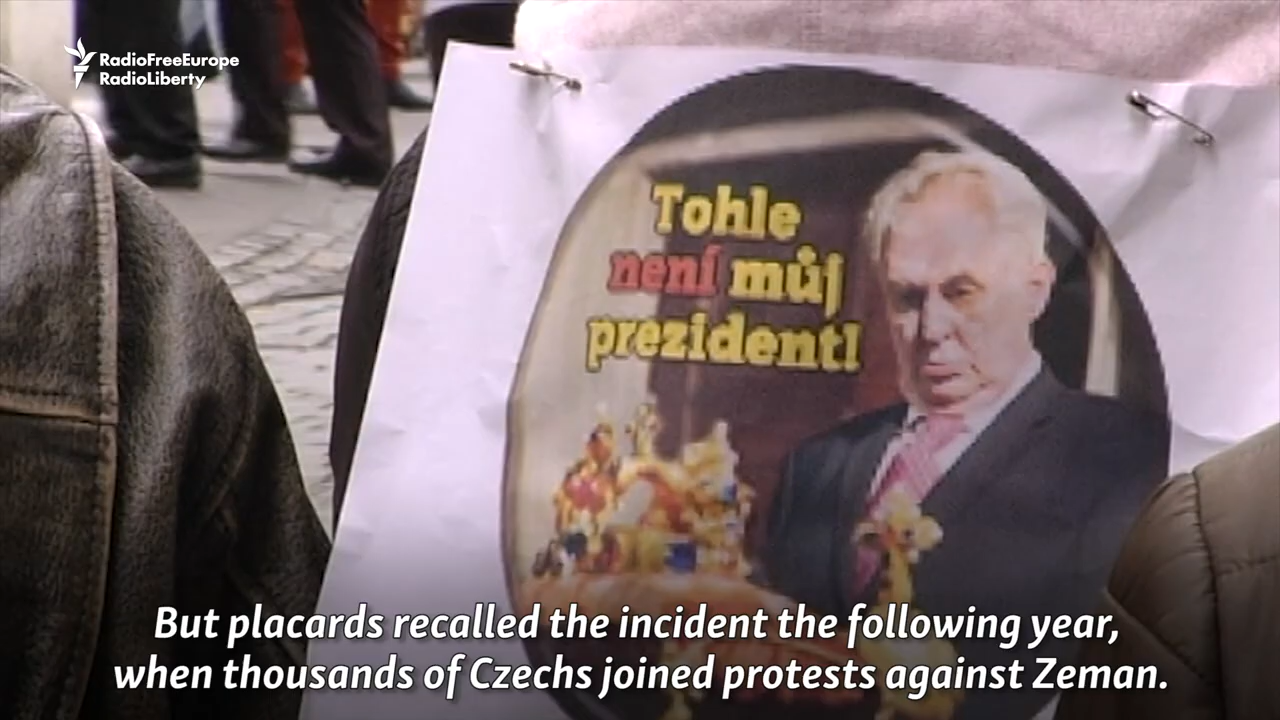 RadioFreeEurope
RadioLiberty
Tohle
není můj
prezident!
But placards recalled the incident the following year,
when thousands of Czechs joined protests against Zeman.